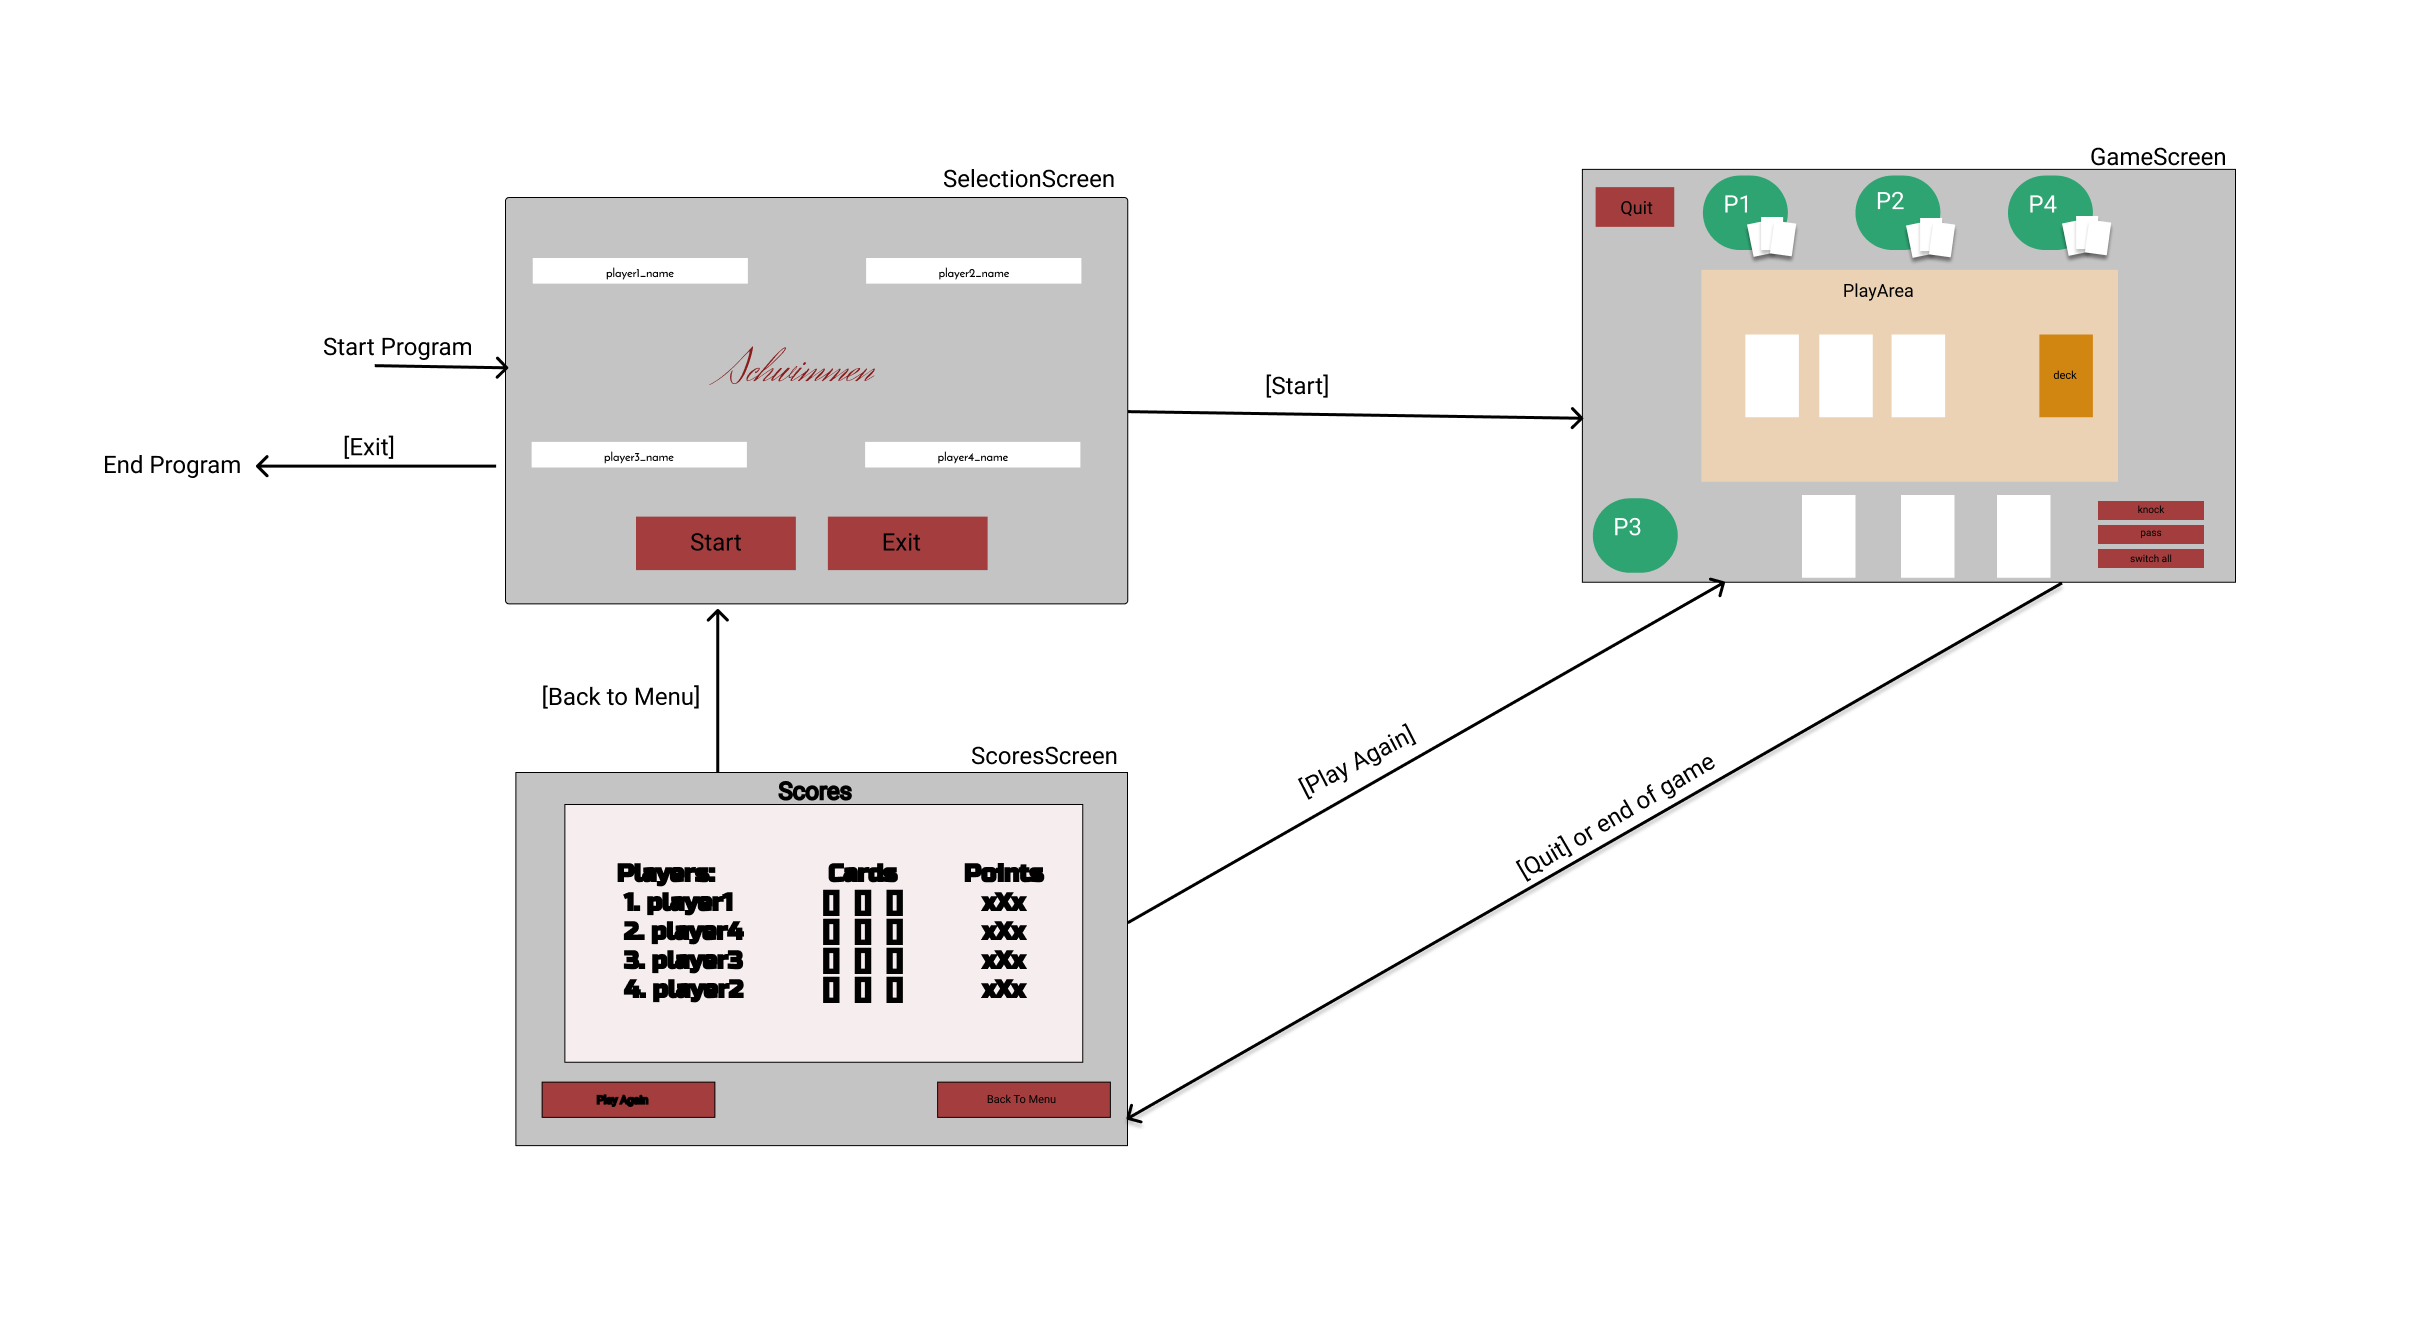 SelectionScreen
player1_name
player2_name
Schwimmen
player3_name
player4_name
Start
Exit
Start Program
[Exit]
End Program
[Start]
GameScreen
Quit
P1
P2
P4
PlayArea
deck
P3
knock
pass
switch all
[Back to Menu]
[Play Again]
[Quit] or end of game
ScoresScreen
Scores
Players: Cards Points
1. player1 xXx
2. player4 xXx
3. player3 xXx
4. player2 xXx
Play Again
Back To Menu